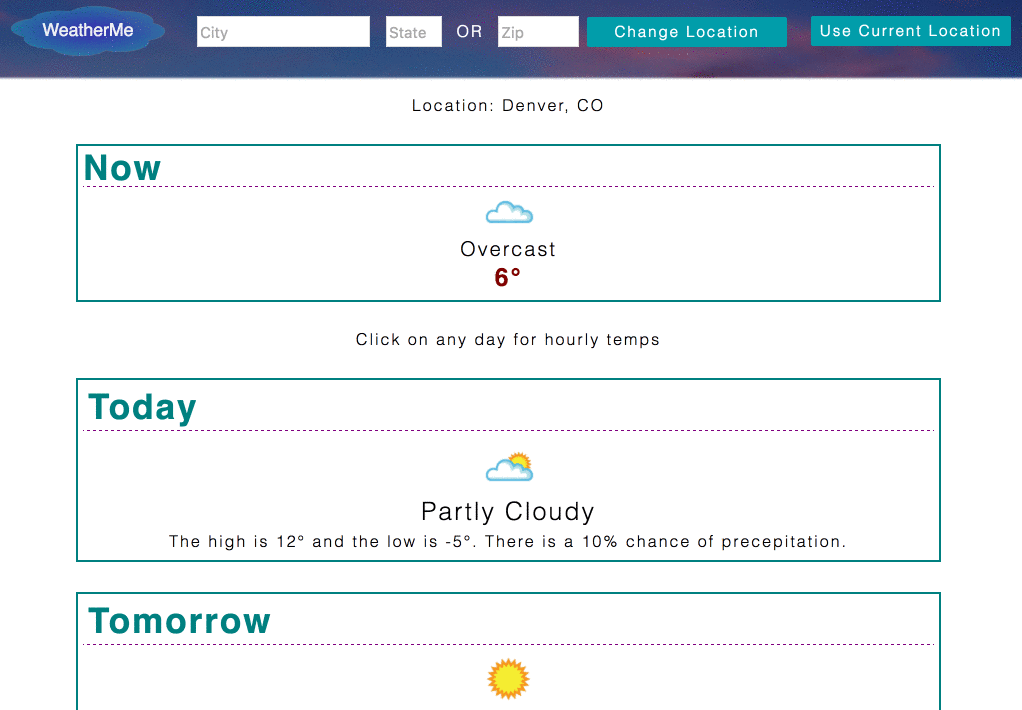 WeatherMe City State OR Zip Change Location Use Current Location
Location: Denver, CO
Now
Overcast
6°
Click on any day for hourly temps
Today
Partly Cloudy
The high is 12° and the low is -5°. There is a 10% chance of precepitation.
Tomorrow